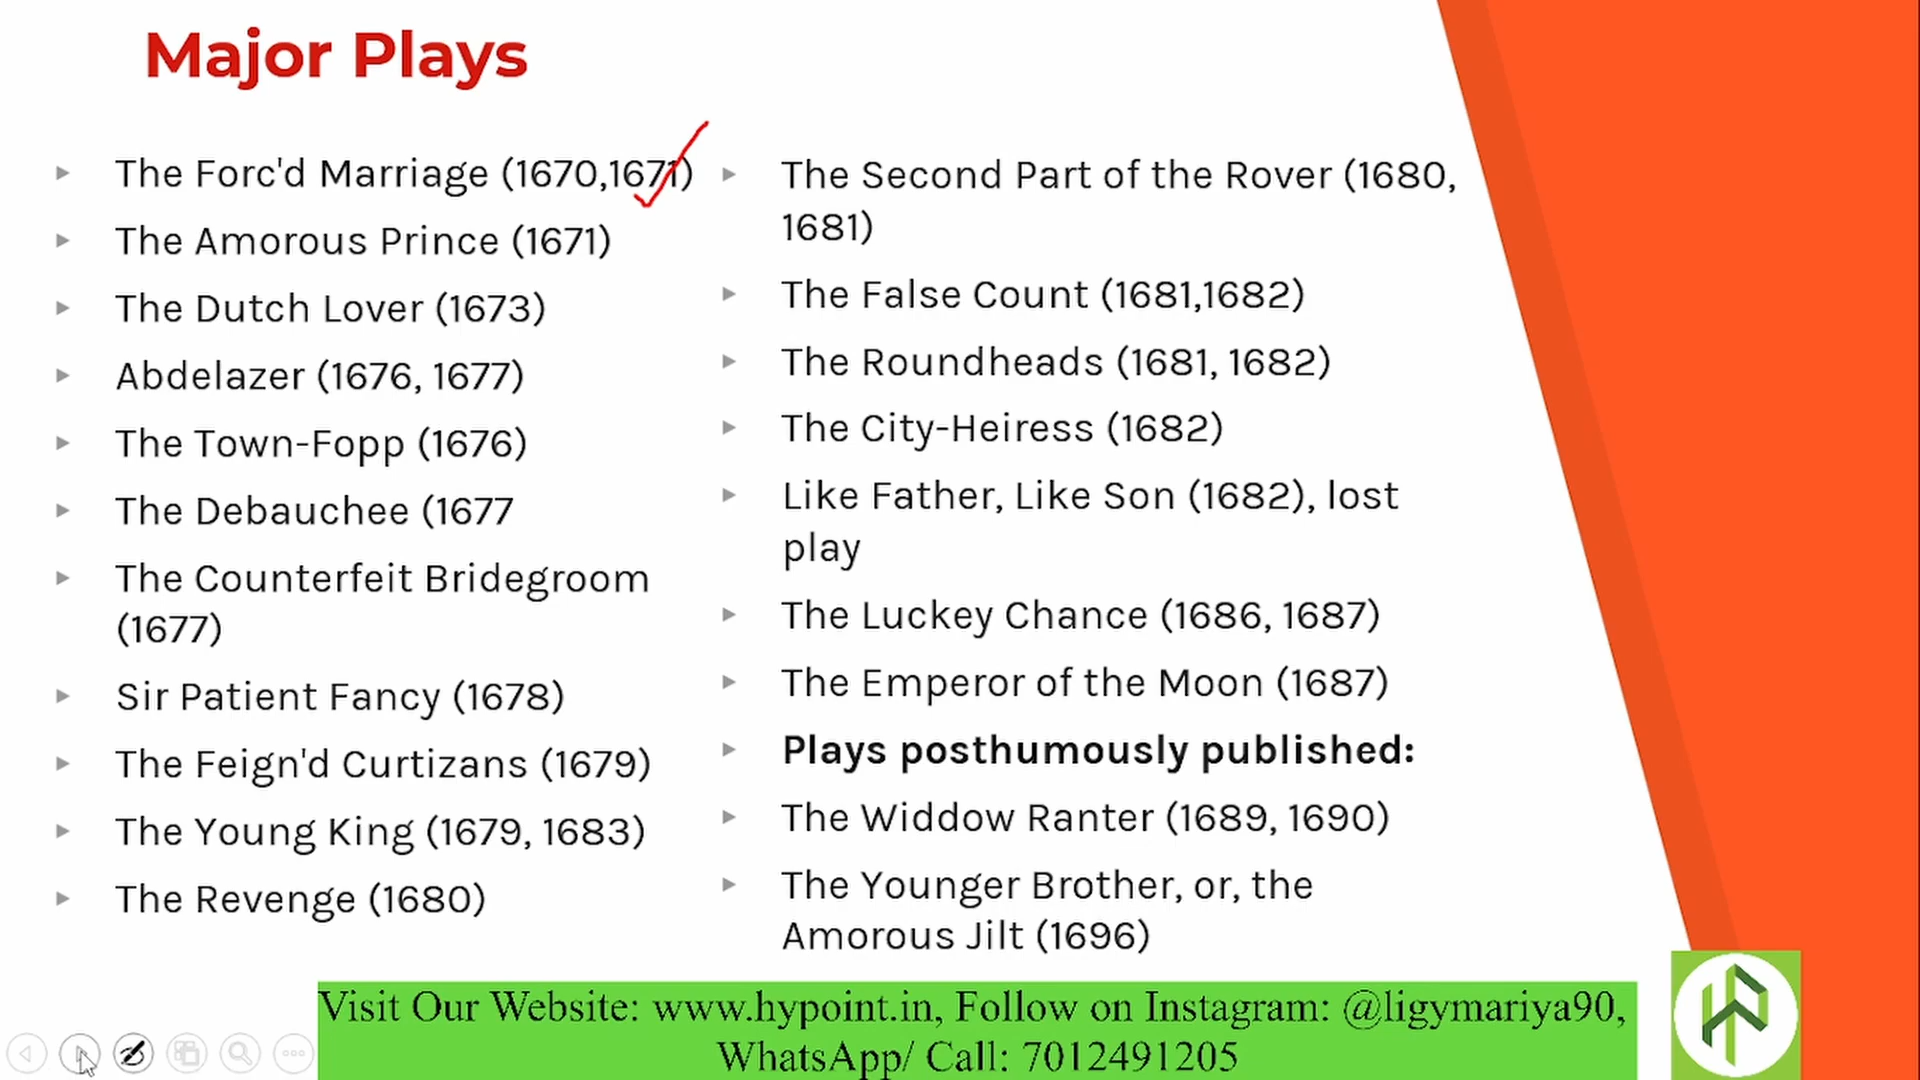 Major Plays
The Forc'd Marriage (1670,1671)
The Amorous Prince (1671)
The Dutch Lover (1673)
Abdelazer (1676, 1677)
The Town-Fopp (1676)
The Debauchee (1677
The Counterfeit Bridegroom
(1677)
Sir Patient Fancy (1678)
The Feign'd Curtizans (1679)
The Young King (1679, 1683)
The Revenge (1680)
The Second Part of the Rover (1680,
1681)
The False Count (1681,1682)
The Roundheads (1681, 1682)
The City-Heiress (1682)
Like Father, Like Son (1682), lost
play
The Luckey Chance (1686, 1687)
The Emperor of the Moon (1687)
Plays posthumously published:
The Widdow Ranter (1689, 1690)
The Younger Brother, or, the
Amorous Jilt (1696)
Visit Our Website: www.hypoint.in, Follow on Instagram: @ligymariya90,
WhatsApp/ Call: 7012491205